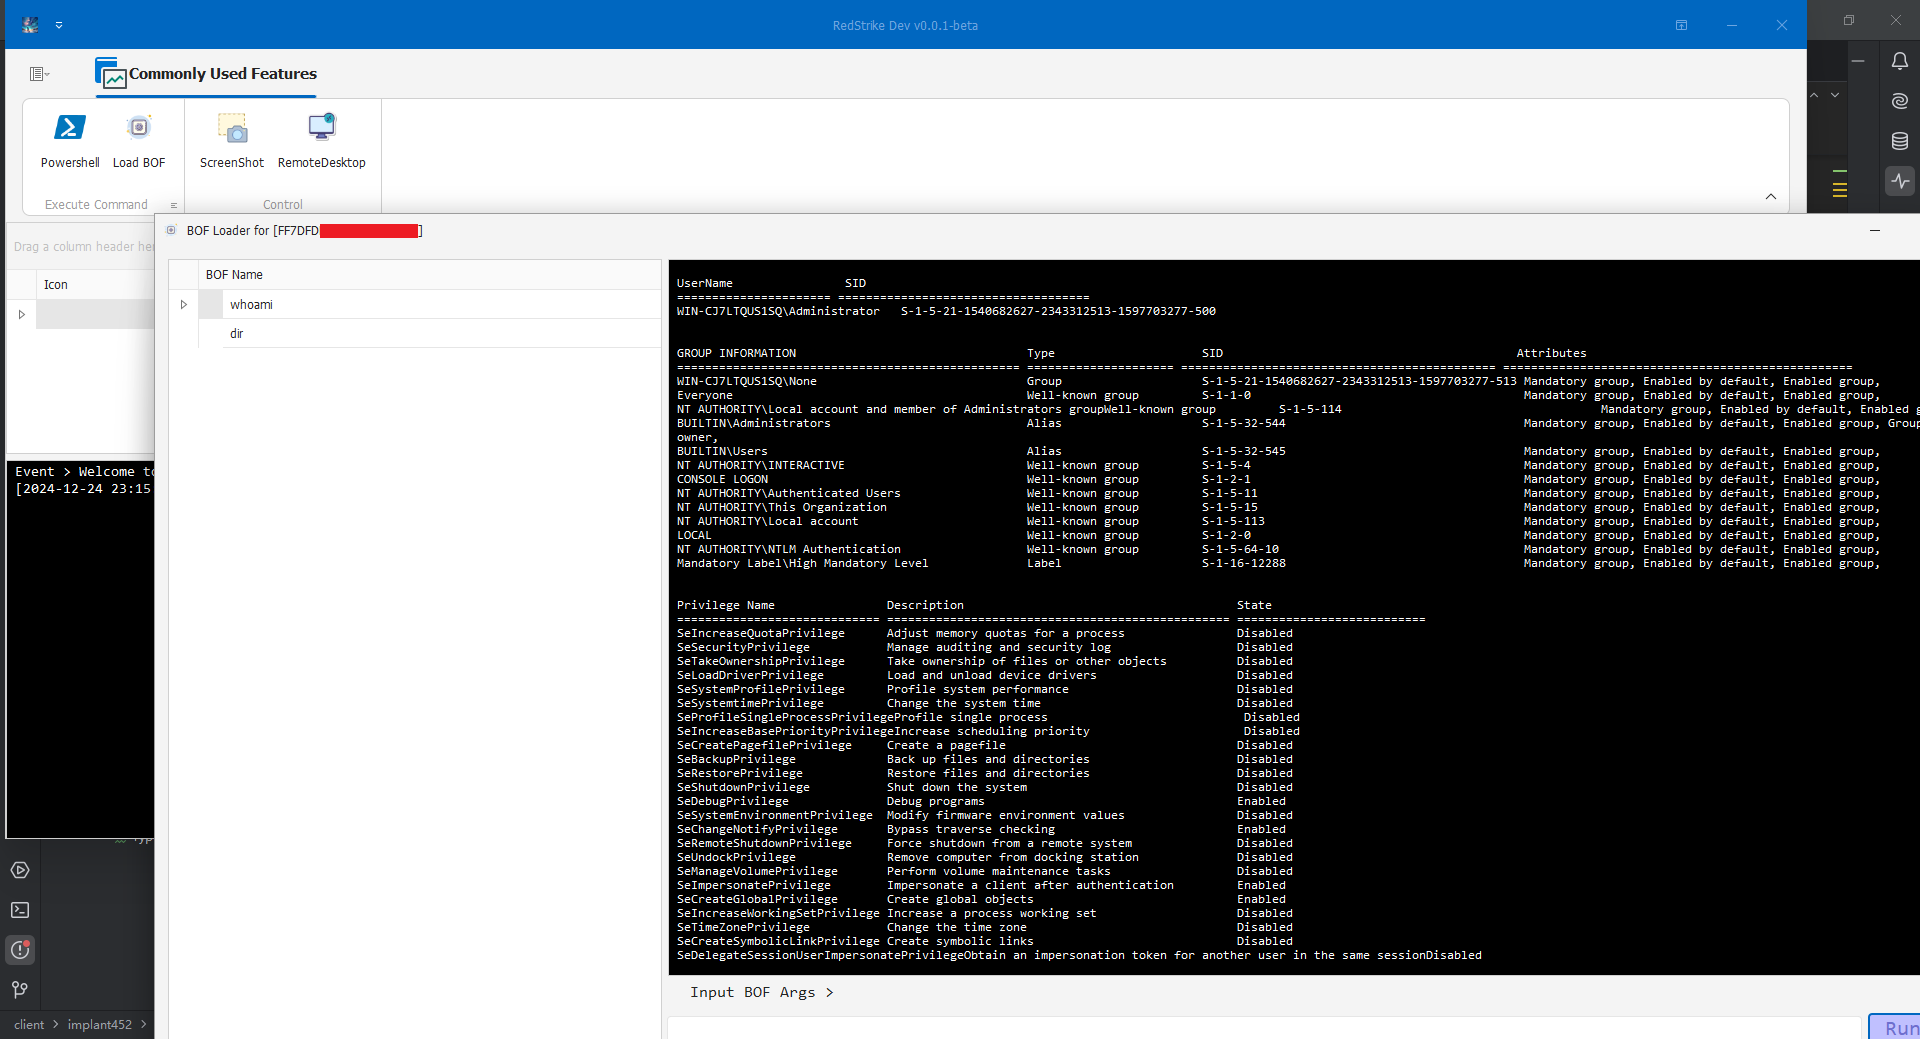 RedStrike Dev v0.0.1-beta
Commonly Used Features
Powershell Load BOF ScreenShot RemoteDesktop
Execute Command Control
BOF Loader for [FF7DFD ]
Drag a column header
Icon
BOF Name
whoami
dir
Event > Welcome to
[2024-12-24 23:15
UserName SID
====================== ====================================
WIN-CJ7LTQUS1SQ\Administrator S-1-5-21-1540682627-2343312513-1597703277-500
GROUP INFORMATION Type SID Attributes
================================================= ===================== ============================================= ==================================================
WIN-CJ7LTQUS1SQ\None Group S-1-5-21-1540682627-2343312513-1597703277-513 Mandatory group, Enabled by default, Enabled group,
Everyone Well-known group S-1-1-0 Mandatory group, Enabled by default, Enabled group,
NT AUTHORITY\Local account and member of Administrators groupWell-known group S-1-5-114 Mandatory group, Enabled by default, Enabled
BUILTIN\Administrators Alias S-1-5-32-544 Mandatory group, Enabled by default, Enabled group, Group
owner,
BUILTIN\Users Alias S-1-5-32-545 Mandatory group, Enabled by default, Enabled group,
NT AUTHORITY\INTERACTIVE Well-known group S-1-5-4 Mandatory group, Enabled by default, Enabled group,
CONSOLE LOGON Well-known group S-1-2-1 Mandatory group, Enabled by default, Enabled group,
NT AUTHORITY\Authenticated Users Well-known group S-1-5-11 Mandatory group, Enabled by default, Enabled group,
NT AUTHORITY\This Organization Well-known group S-1-5-15 Mandatory group, Enabled by default, Enabled group,
NT AUTHORITY\Local account Well-known group S-1-5-113 Mandatory group, Enabled by default, Enabled group,
LOCAL Well-known group S-1-2-0 Mandatory group, Enabled by default, Enabled group,
NT AUTHORITY\NTLM Authentication Well-known group S-1-5-64-10 Mandatory group, Enabled by default, Enabled group,
Mandatory Label\High Mandatory Level Label S-1-16-12288 Mandatory group, Enabled by default, Enabled group,
Privilege Name Description State
============================= ================================================= ===========================
SeIncreaseQuotaPrivilege Adjust memory quotas for a process Disabled
SeSecurityPrivilege Manage auditing and security log Disabled
SeTakeOwnershipPrivilege Take ownership of files or other objects Disabled
SeLoadDriverPrivilege Load and unload device drivers Disabled
SeSystemProfilePrivilege Profile system performance Disabled
SeSystemtimePrivilege Change the system time Disabled
SeProfileSingleProcessPrivilegeProfile single process Disabled
SeIncreaseBasePriorityPrivilegeIncrease scheduling priority Disabled
SeCreatePagefilePrivilege Create a pagefile Disabled
SeBackupPrivilege Back up files and directories Disabled
SeRestorePrivilege Restore files and directories Disabled
SeShutdownPrivilege Shut down the system Disabled
SeDebugPrivilege Debug programs Enabled
SeSystemEnvironmentPrivilege Modify firmware environment values Disabled
SeChangeNotifyPrivilege Bypass traverse checking Enabled
SeRemoteShutdownPrivilege Force shutdown from a remote system Disabled
SeUndockPrivilege Remove computer from docking station Disabled
SeManageVolumePrivilege Perform volume maintenance tasks Disabled
SeImpersonatePrivilege Impersonate a client after authentication Enabled
SeCreateGlobalPrivilege Create global objects Enabled
SeIncreaseWorkingSetPrivilege Increase a process working set Disabled
SeTimeZonePrivilege Change the time zone Disabled
SeCreateSymbolicLinkPrivilege Create symbolic links Disabled
SeDelegateSessionUserImpersonatePrivilegeObtain an impersonation token for another user in the same sessionDisabled
Input BOF Args >
Run
client > implant452 >